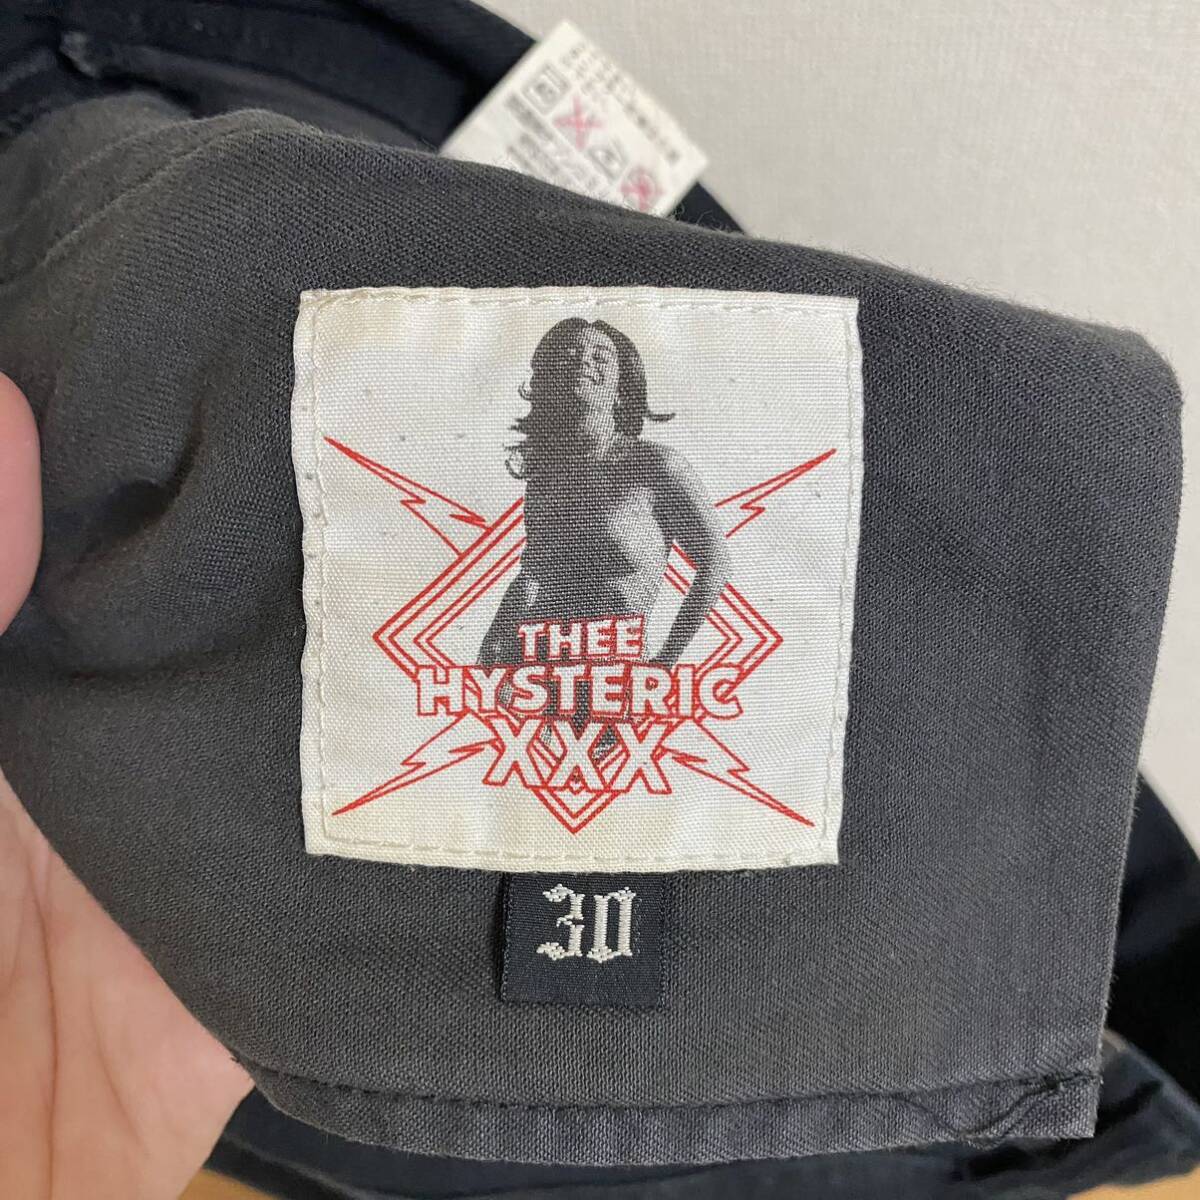 THEE
HYSTERIC
XXX
30